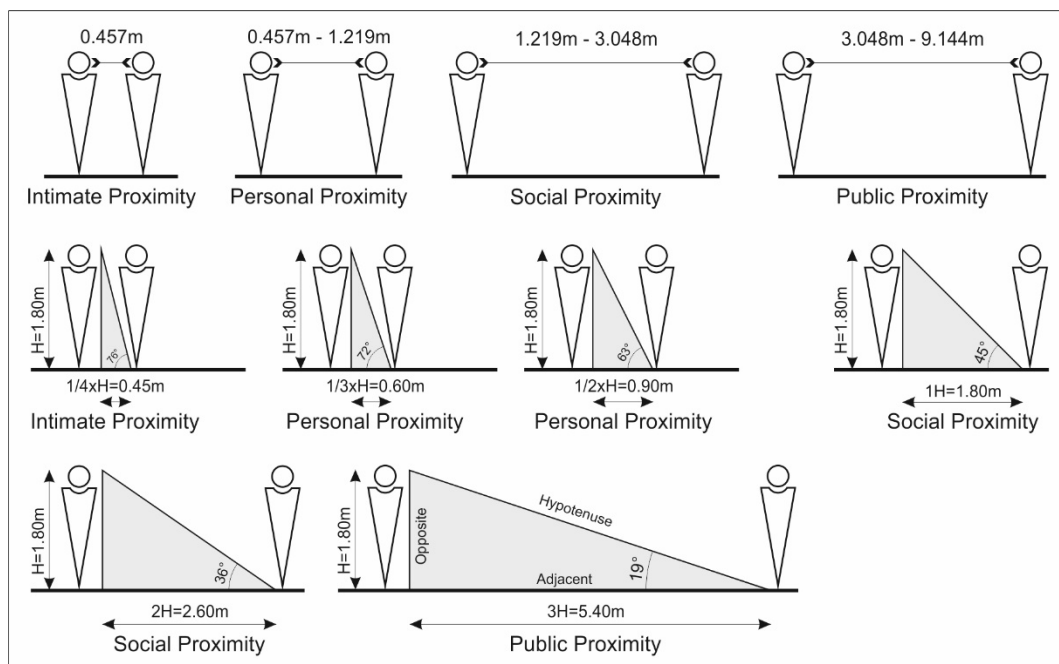 0.457m
0.457m - 1.219m
1.219m - 3.048m
3.048m - 9.144m
Intimate Proximity
Personal Proximity
Social Proximity
Public Proximity
H=1.80m
76°
1/4xH=0.45m
Intimate Proximity
H=1.80m
72°
1/3xH=0.60m
Personal Proximity
H=1.80m
63°
1/2xH=0.90m
Personal Proximity
H=1.80m
45°
1H=1.80m
Social Proximity
H=1.80m
36°
2H=2.60m
Social Proximity
H=1.80m
Opposite
Hypotenuse
Adjacent
19°
3H=5.40m
Public Proximity